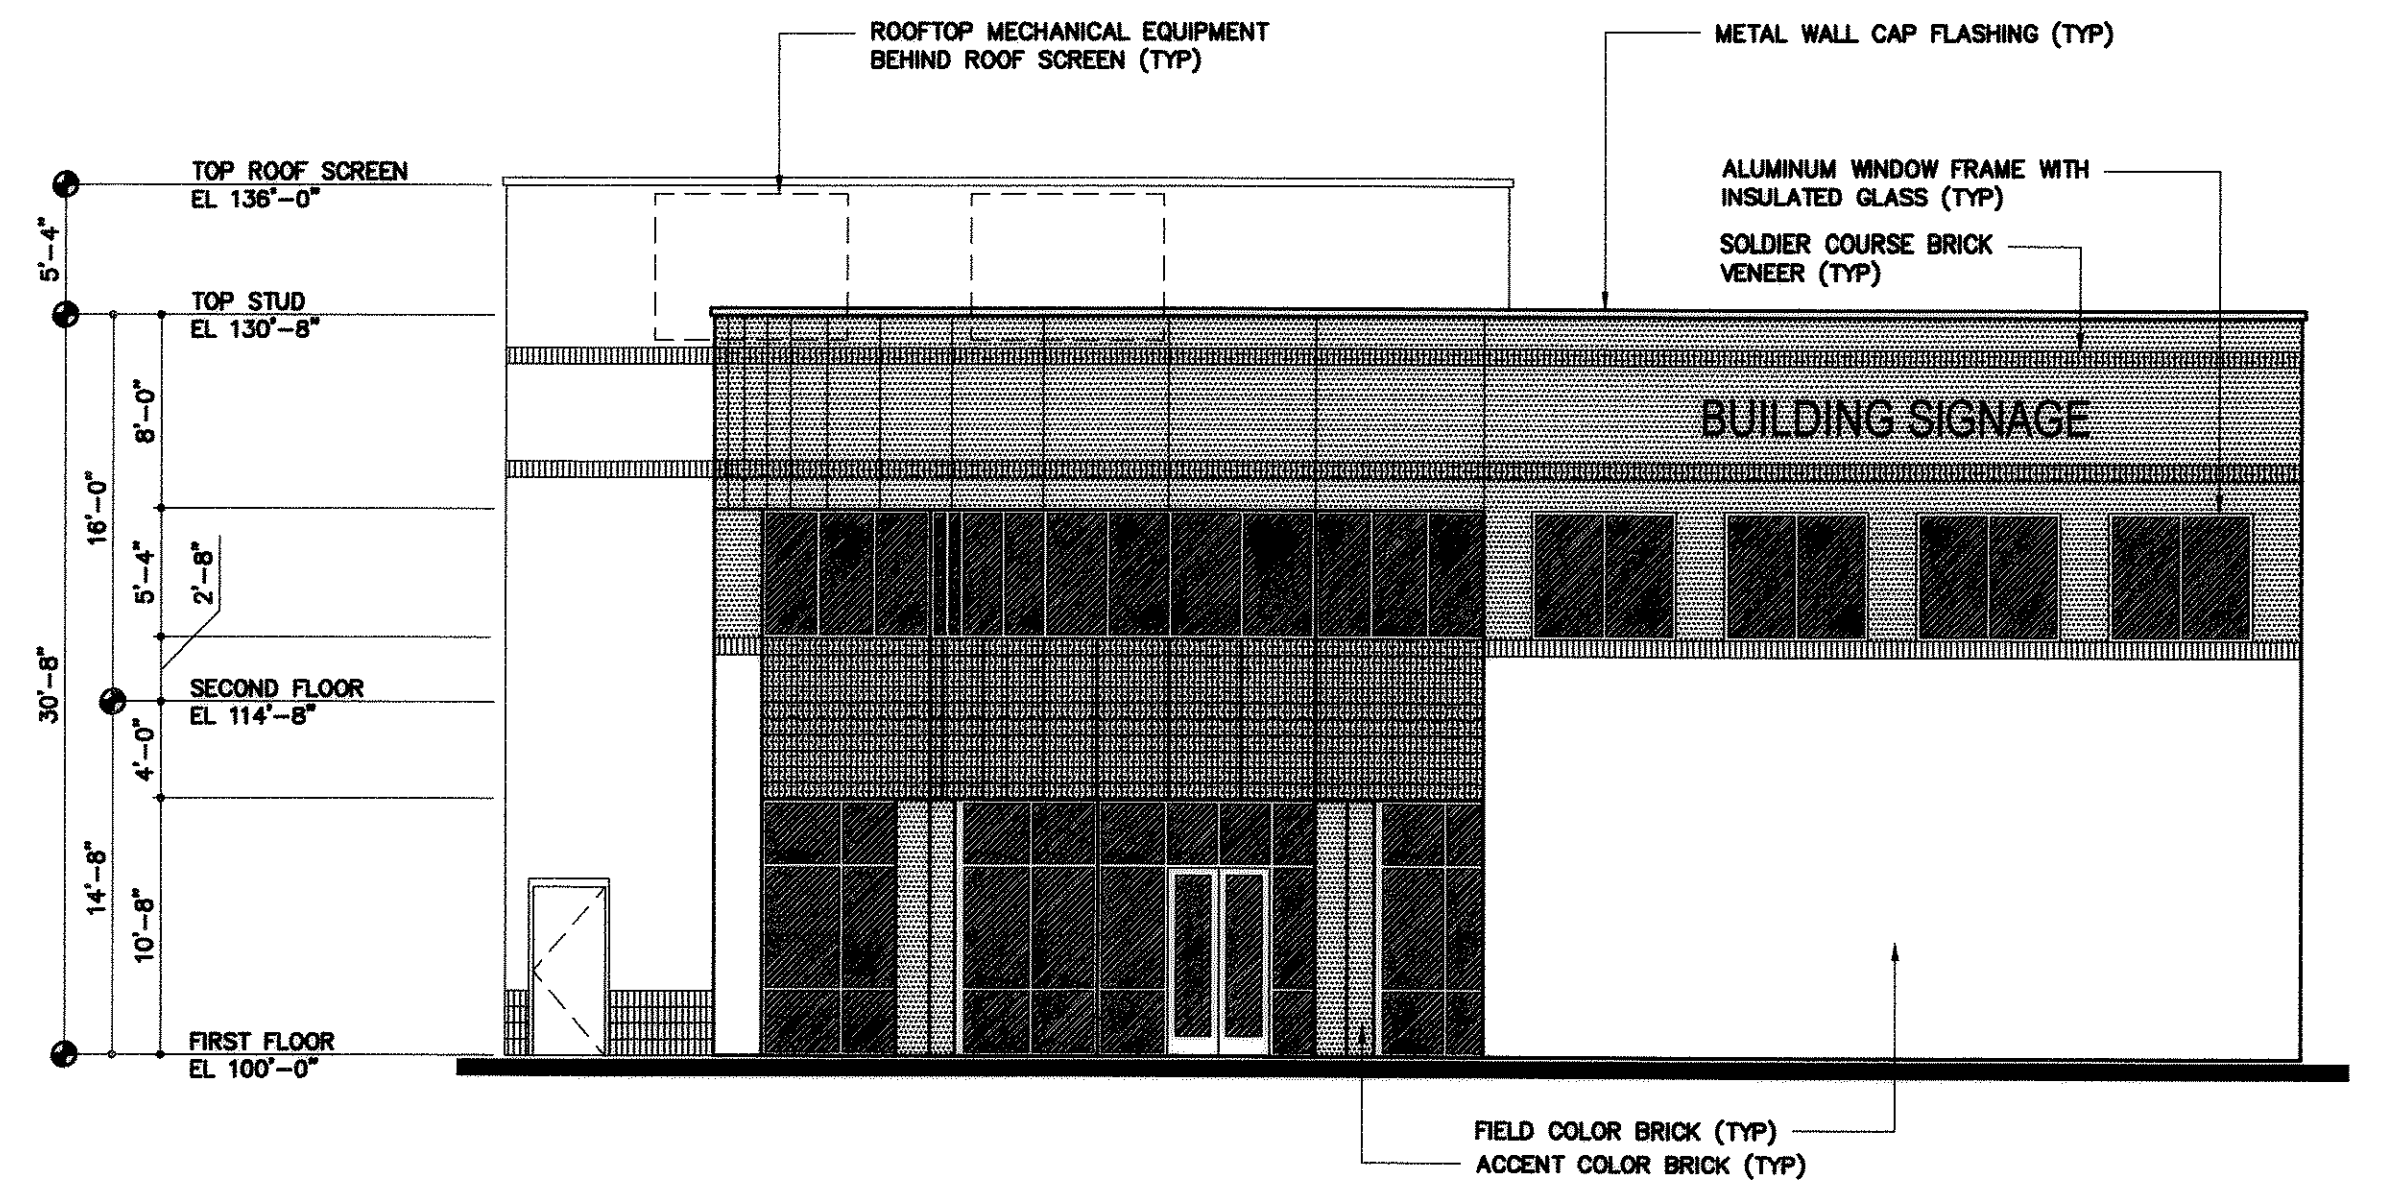 ROOFTOP MECHANICAL EQUIPMENT
BEHIND ROOF SCREEN (TYP)
METAL WALL CAP FLASHING (TYP)
TOP ROOF SCREEN
EL 136'-0"
ALUMINUM WINDOW FRAME WITH
INSULATED GLASS (TYP)
SOLDIER COURSE BRICK
VENEER (TYP)
5'-4"
TOP STUD
EL 130'-8"
8'-0"
BUILDING SIGNAGE
16'-0"
5'-4"
2'-8"
30'-8"
SECOND FLOOR
EL 114'-8"
4'-0"
14'-8"
10'-8"
FIRST FLOOR
EL 100'-0"
FIELD COLOR BRICK (TYP)
ACCENT COLOR BRICK (TYP)